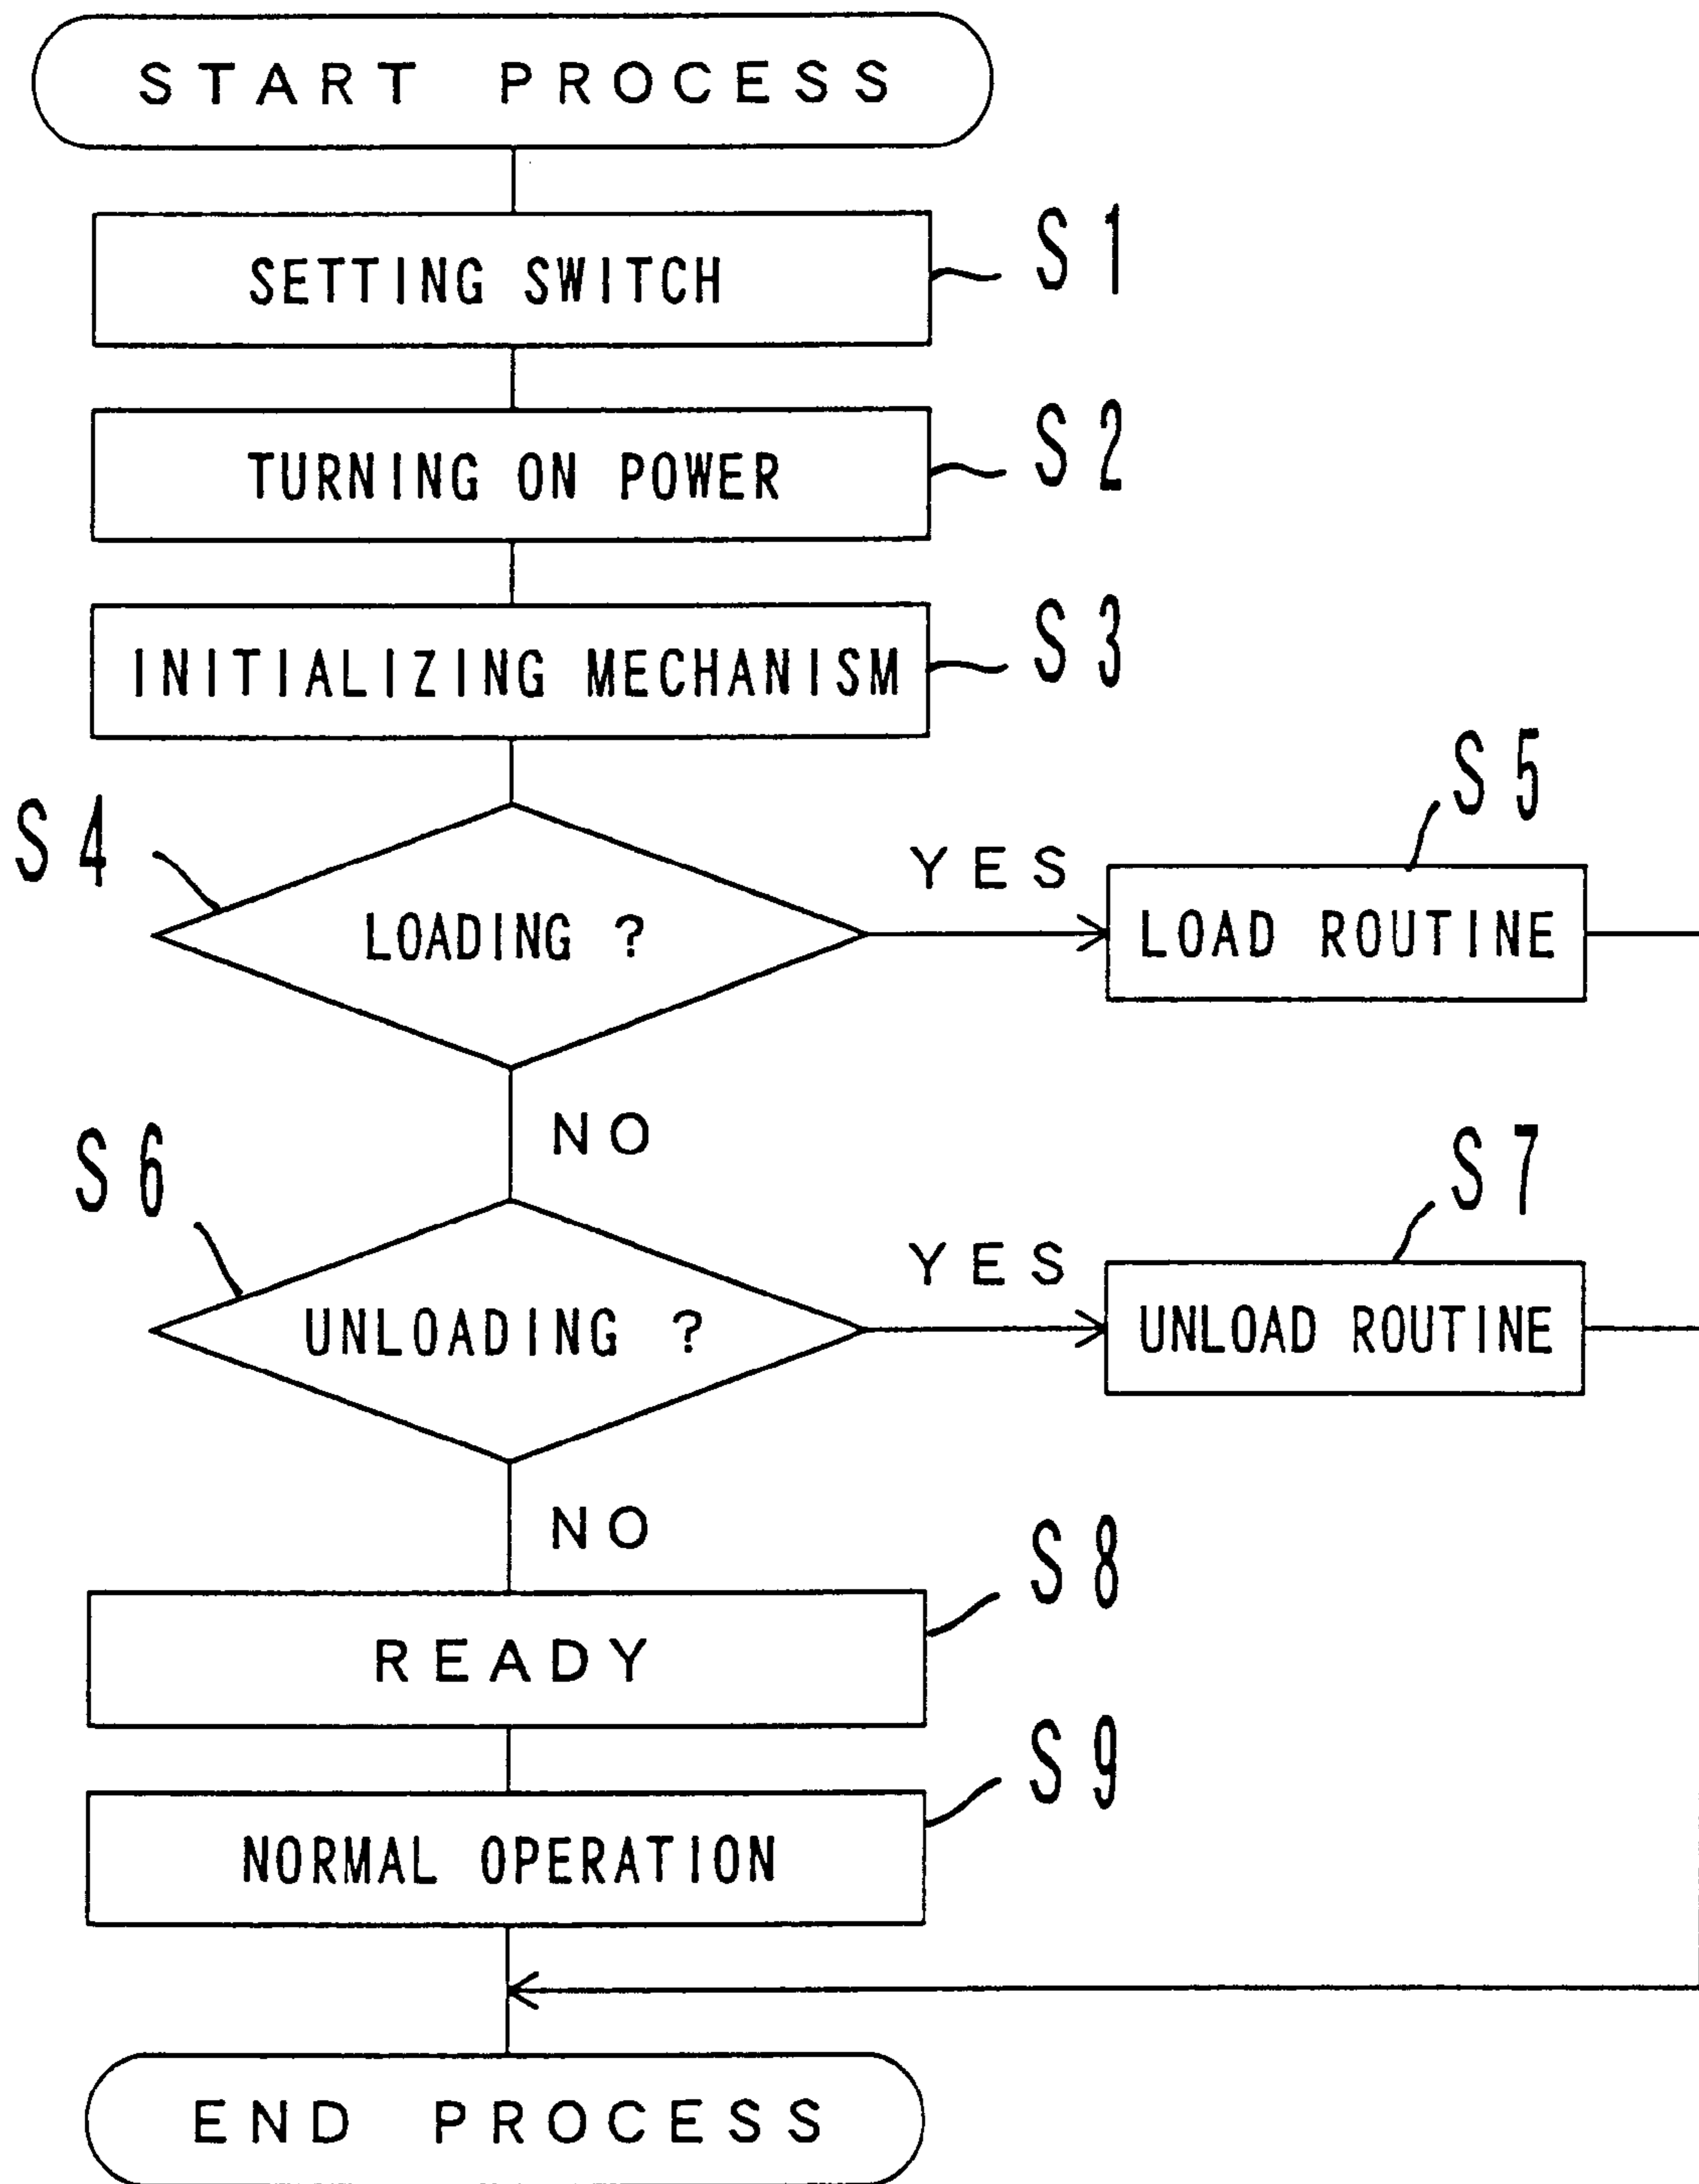 START PROCESS
SETTING SWITCH
S1
TURNING ON POWER
S2
INITIALIZING MECHANISM
S3
S4
LOADING ?
YES
S5
LOAD ROUTINE
NO
S6
UNLOADING ?
YES
S7
UNLOAD ROUTINE
NO
S8
READY
S9
NORMAL OPERATION
END PROCESS